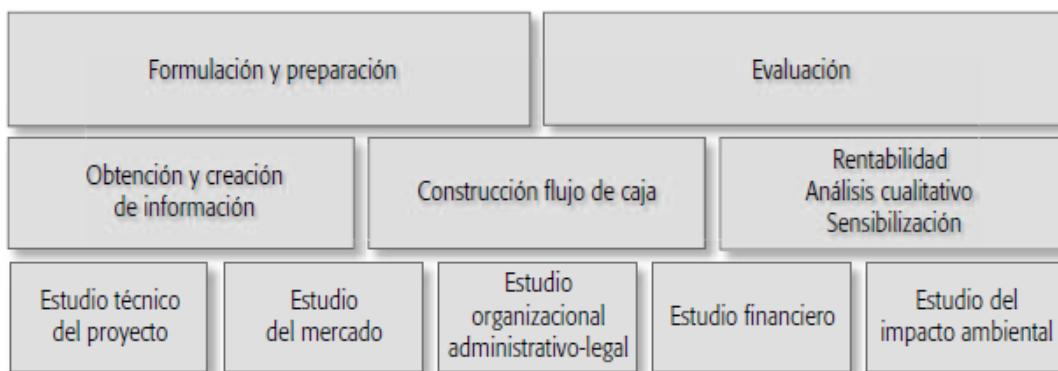 Formulación y preparación
Evaluación
Obtención y creación
de información
Construcción flujo de caja
Rentabilidad
Análisis cualitativo
Sensibilización
Estudio técnico
del proyecto
Estudio
del mercado
Estudio
organizacional
administrativo-legal
Estudio financiero
Estudio del
impacto ambiental